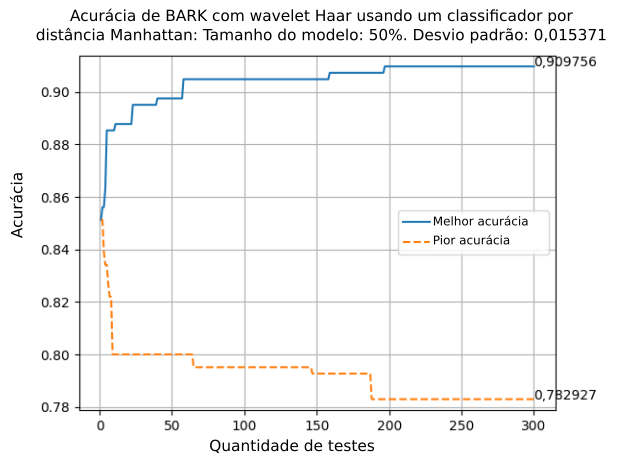 Acurácia de BARK com wavelet Haar usando um classificador por
distância Manhattan: Tamanho do modelo: 50%. Desvio padrão: 0,015371
0,909756
0.90
0.88
0.86
0.84
0.82
0.80
0.78
Acurácia
Melhor acurácia
Pior acurácia
0,782927
0
50
100
150
200
250
300
Quantidade de testes